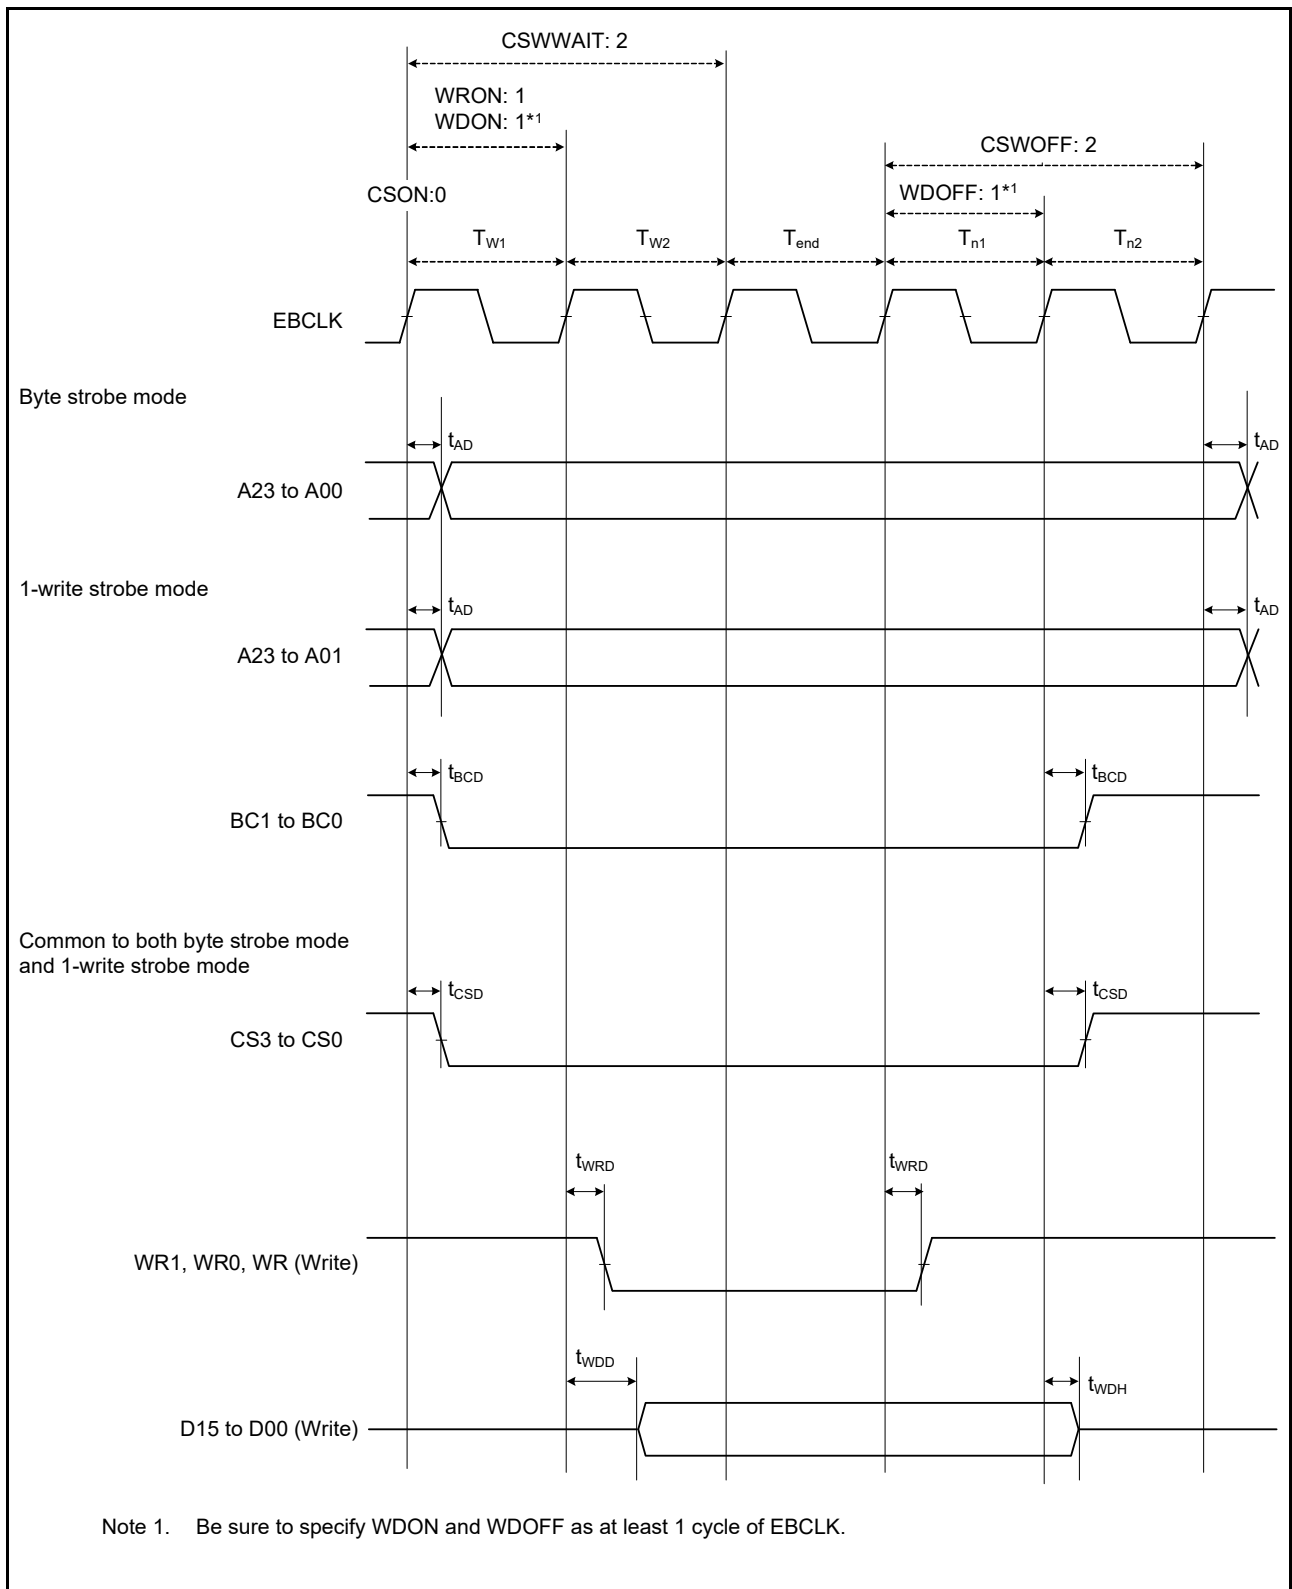 CSWWAIT: 2
WRON: 1
WDON: 1*1
CSWOFF: 2
CSON:0
WDOFF: 1*1
TW1 TW2 Tend Tn1 Tn2
EBCLK
Byte strobe mode
tAD tAD
A23 to A00
1-write strobe mode
tAD tAD
A23 to A01
tBCD tBCD
BC1 to BC0
Common to both byte strobe mode
and 1-write strobe mode
tCSD tCSD
CS3 to CS0
tWRD tWRD
WR1, WR0, WR (Write)
tWDD tWDH
D15 to D00 (Write)
Note 1. Be sure to specify WDON and WDOFF as at least 1 cycle of EBCLK.